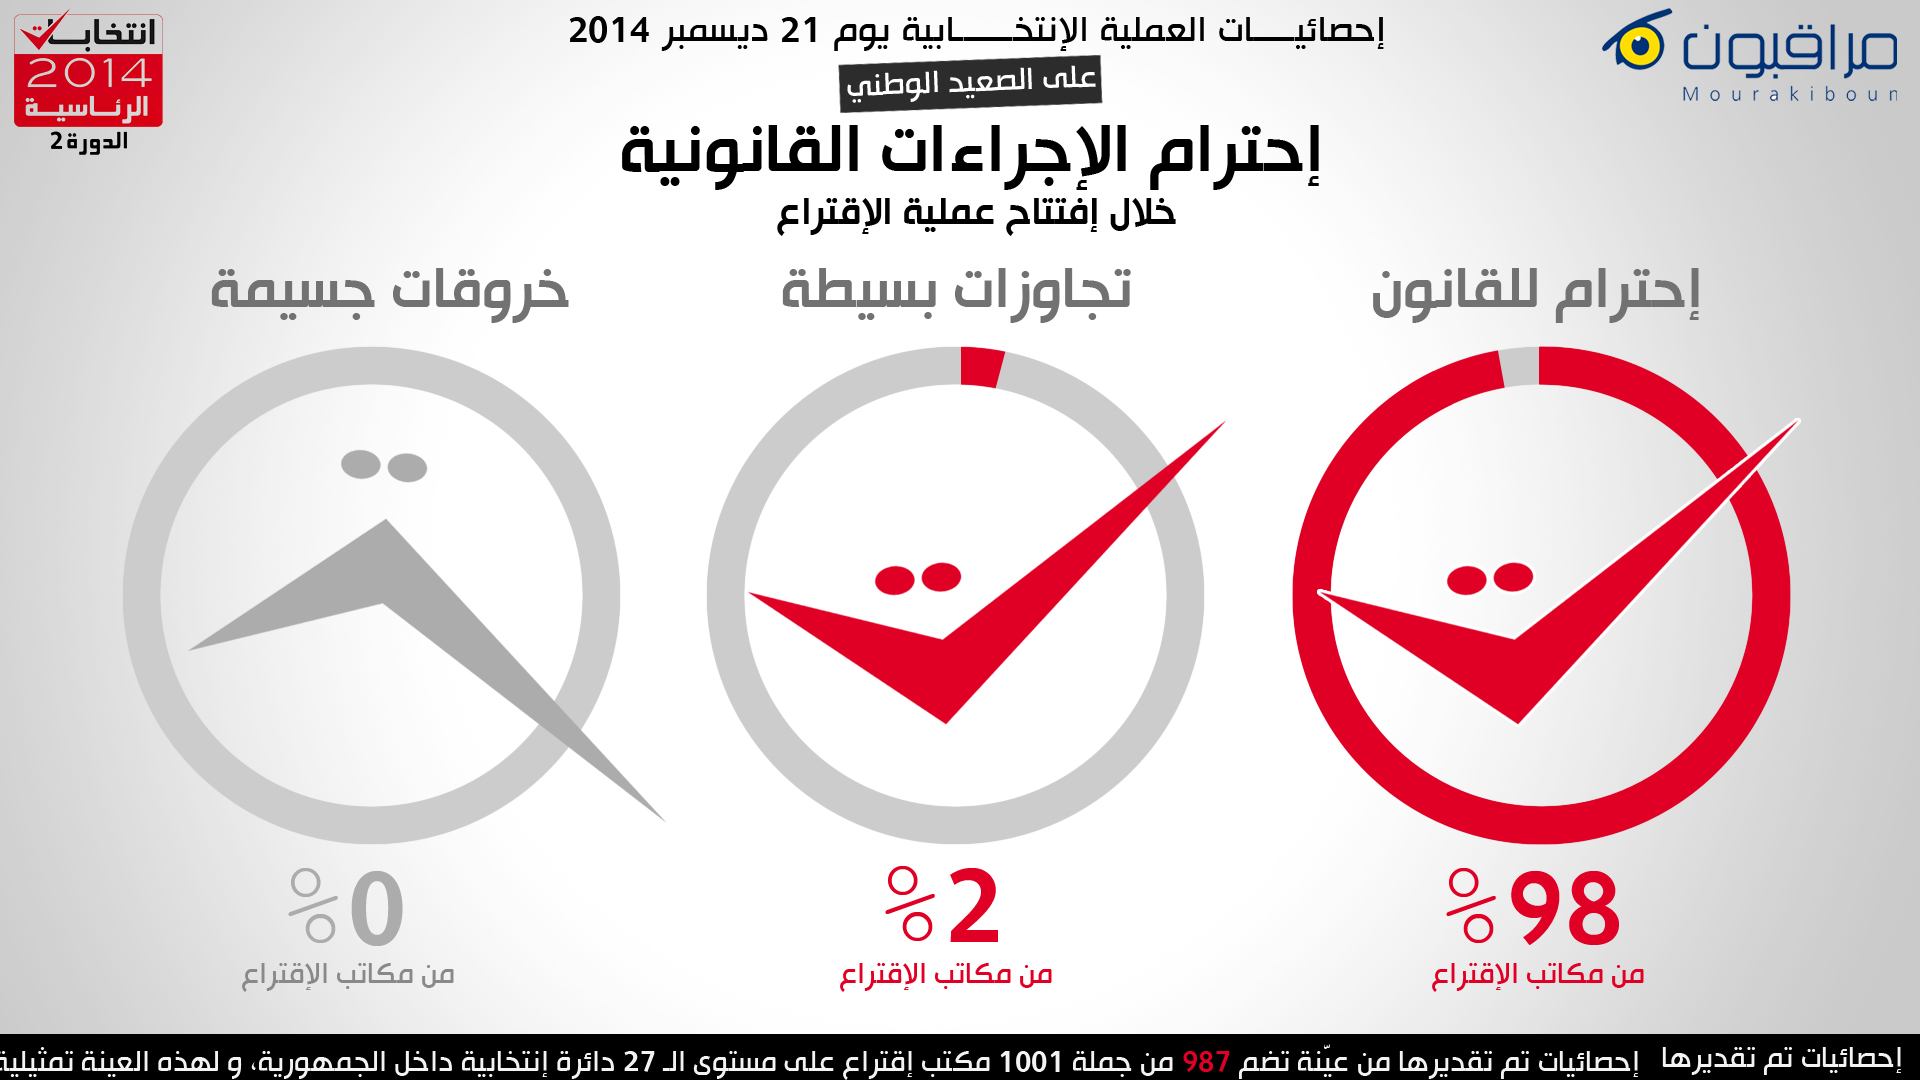 إحصائيـــات العملية الإنتخـــــابية يوم 21 ديسمبر 2014
على الصعيد الوطني
مراقبون
Mourakiboun
انتخابات
2014
الرئاسية
الدورة 2
إحترام الإجراءات القانونية
خلال إفتتاح عملية الإقتراع
إحترام للقانون
تجاوزات بسيطة
خروقات جسيمة
%98
من مكاتب الإقتراع
%2
من مكاتب الإقتراع
%0
من مكاتب الإقتراع
إحصائيات تم تقديرها
إحصائيات تم تقديرها من عيّنة تضم 987 من جملة 1001 مكتب إقتراع على مستوى الـ 27 دائرة إنتخابية داخل الجمهورية، و لهذه العينة تمثيلية